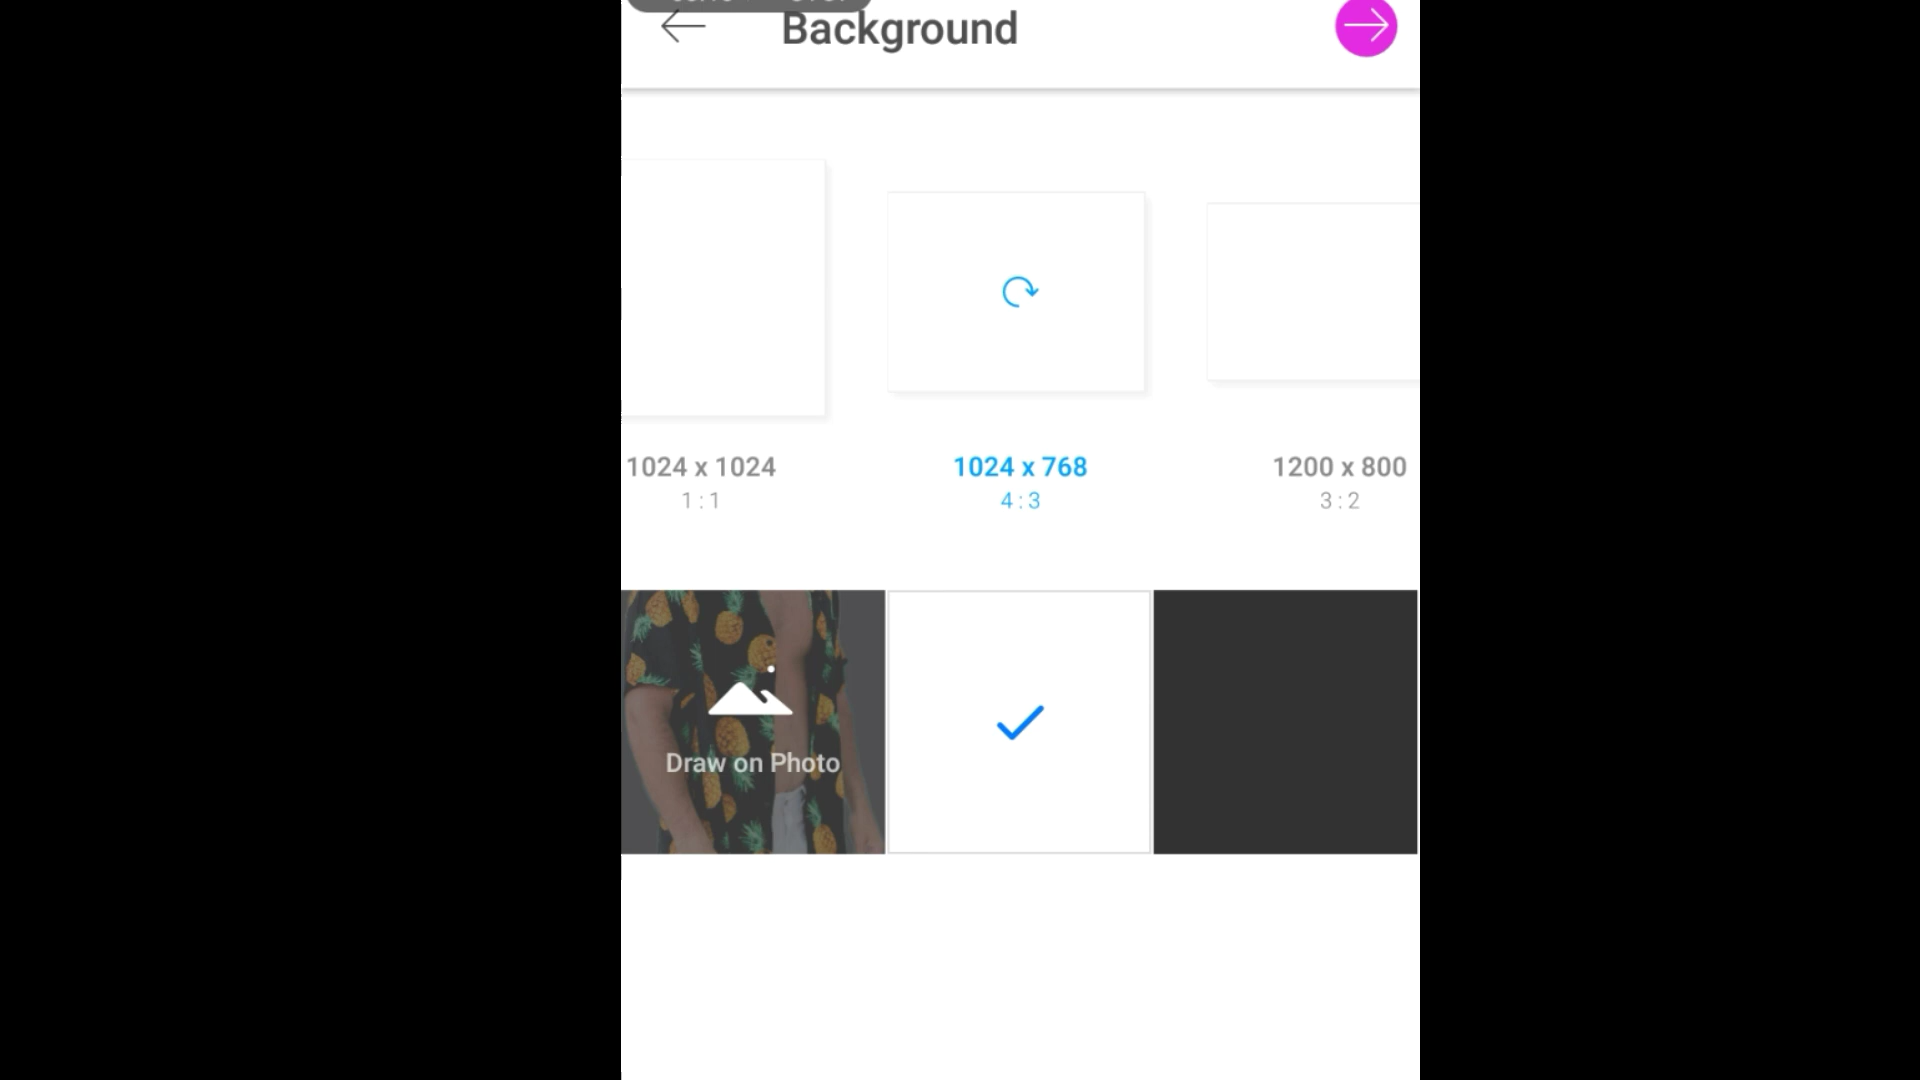 Background
1024 x 1024
1 : 1
1024 x 768
4 : 3
1200 x 800
3 : 2
Draw on Photo